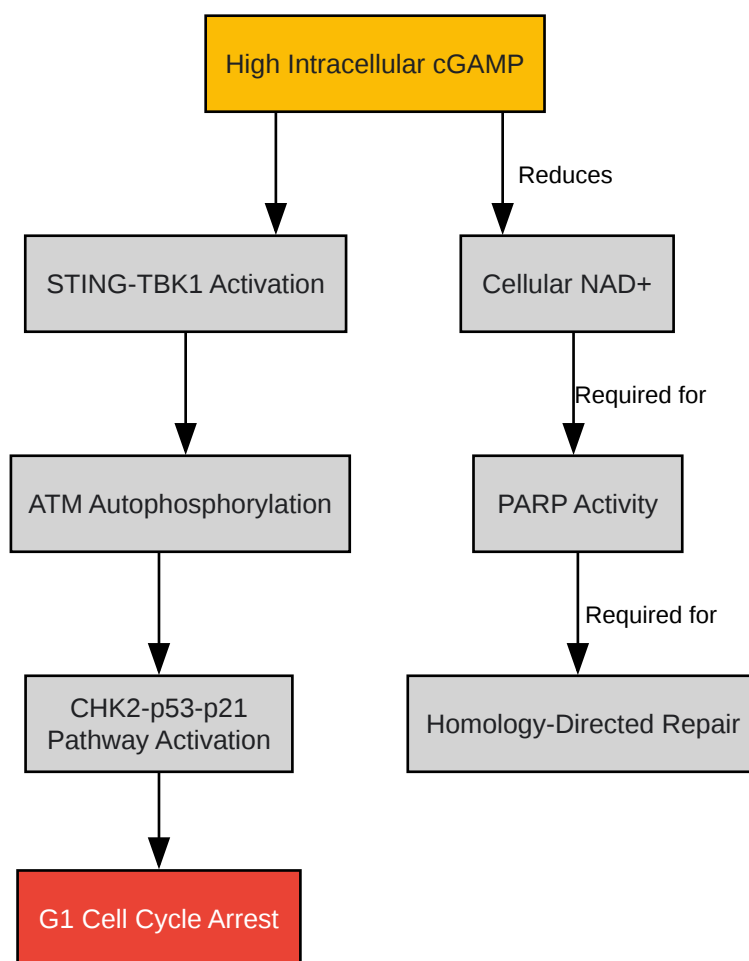 High Intracellular cGAMP
Reduces
STING-TBK1 Activation
Cellular NAD+
Required for
ATM Autophosphorylation
PARP Activity
Required for
CHK2-p53-p21
Pathway Activation
Homology-Directed Repair
G1 Cell Cycle Arrest